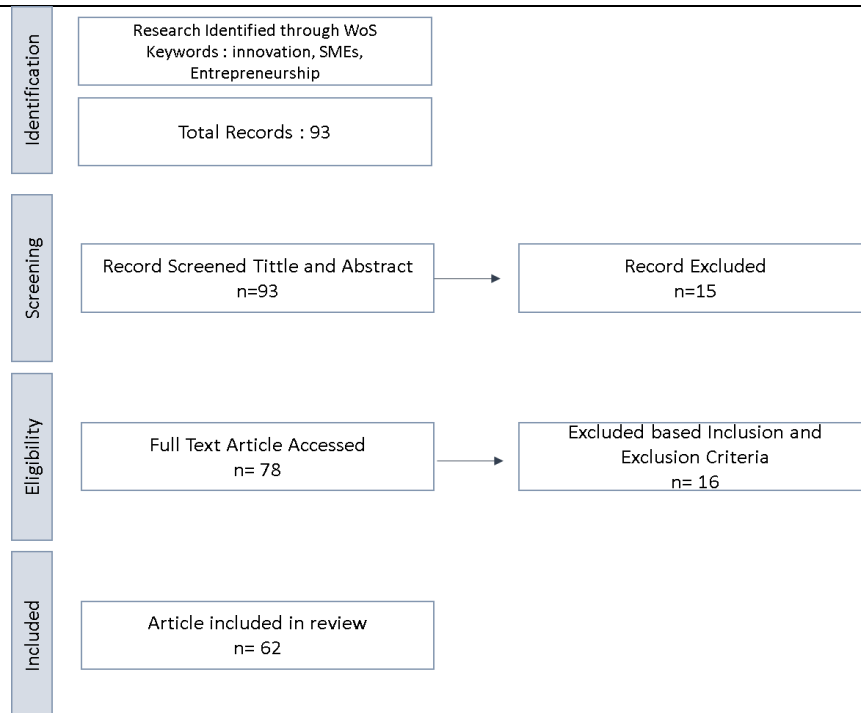 Identification
Research Identified through WoS
Keywords : innovation, SMEs,
Entrepreneurship
Total Records : 93
Screening
Record Screened Tittle and Abstract
n=93
Record Excluded
n=15
Eligibility
Full Text Article Accessed
n= 78
Excluded based Inclusion and
Exclusion Criteria
n= 16
Included
Article included in review
n= 62